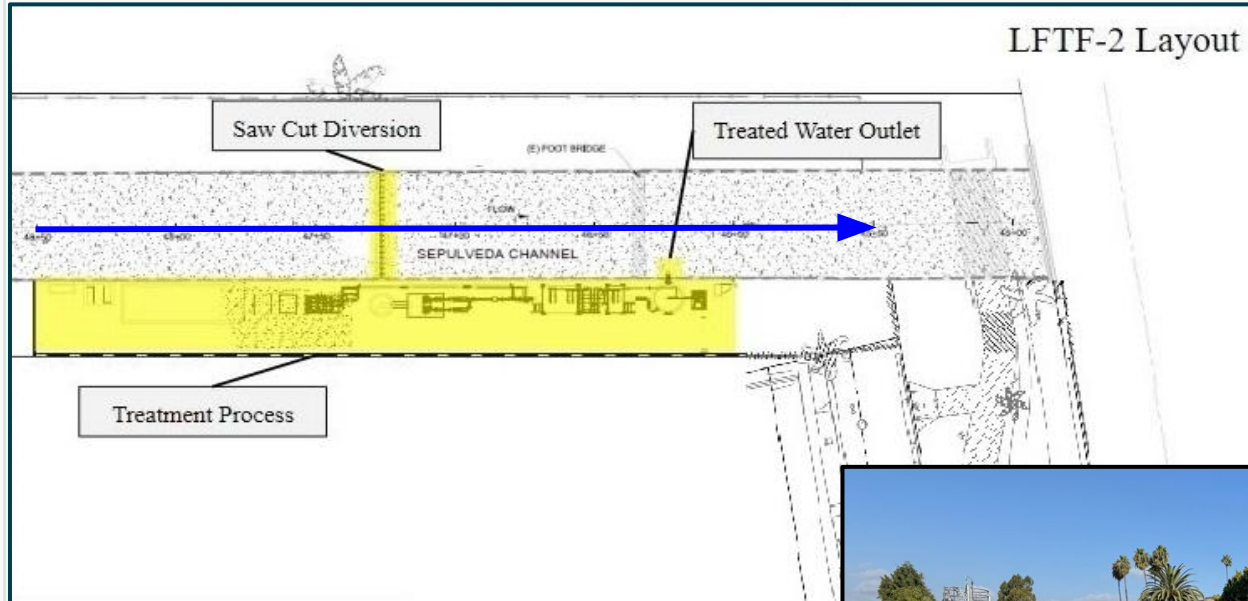 LFTF-2 Layout
Saw Cut Diversion
Treated Water Outlet
(E) FOOT BRIDGE
FLOW
SEPULVEDA CHANNEL
Treatment Process